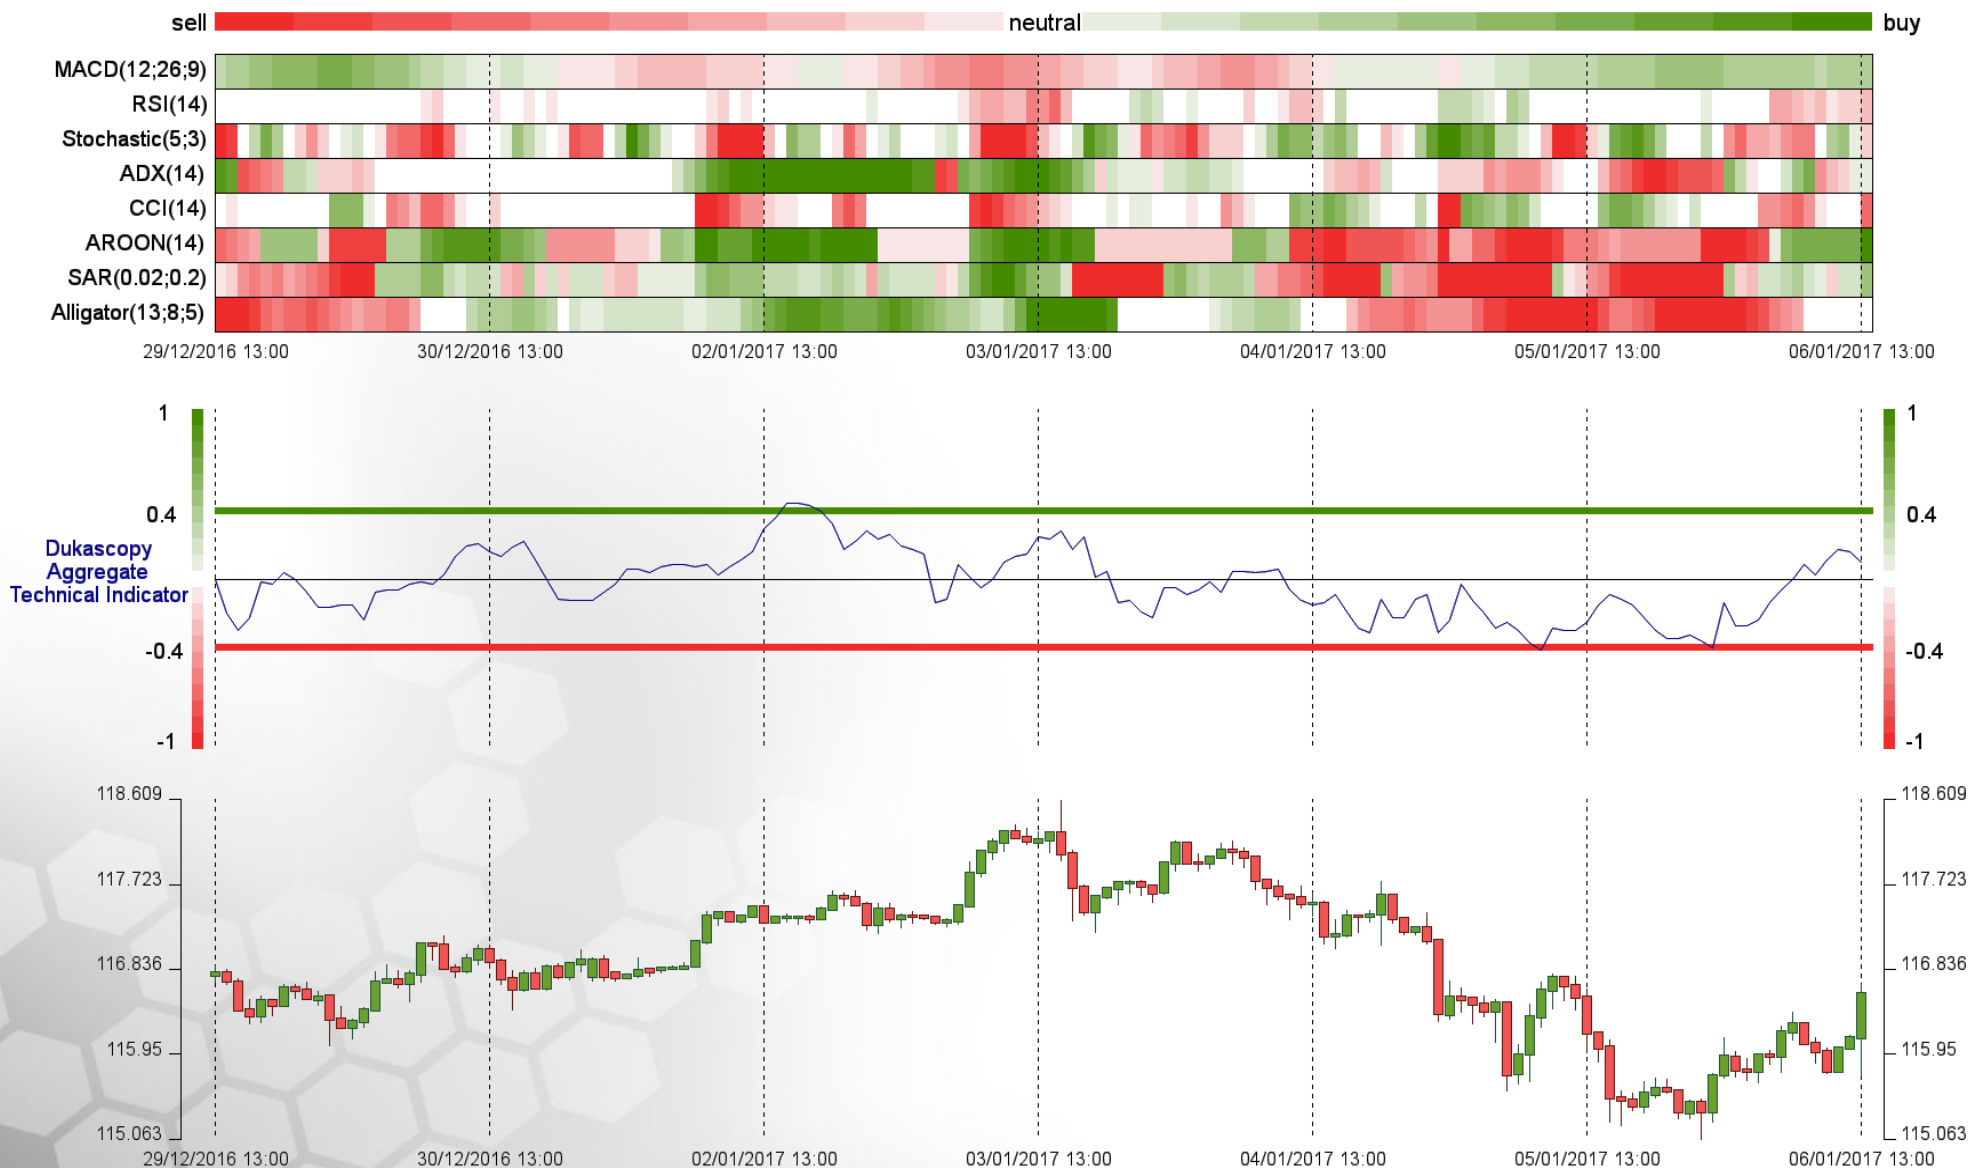 sell neutral buy
MACD(12;26;9)
RSI(14)
Stochastic(5;3)
ADX(14)
CCI(14)
AROON(14)
SAR(0.02;0.2)
Alligator(13;8;5)
29/12/2016 13:00 30/12/2016 13:00 02/01/2017 13:00 03/01/2017 13:00 04/01/2017 13:00 05/01/2017 13:00 06/01/2017 13:00
1 1
0.4 0.4
Dukascopy
Aggregate
Technical Indicator
-0.4 -0.4
-1 -1
118.609 118.609
117.723 117.723
116.836 116.836
115.95 115.95
115.063 115.063
29/12/2016 13:00 30/12/2016 13:00 02/01/2017 13:00 03/01/2017 13:00 04/01/2017 13:00 05/01/2017 13:00 06/01/2017 13:00